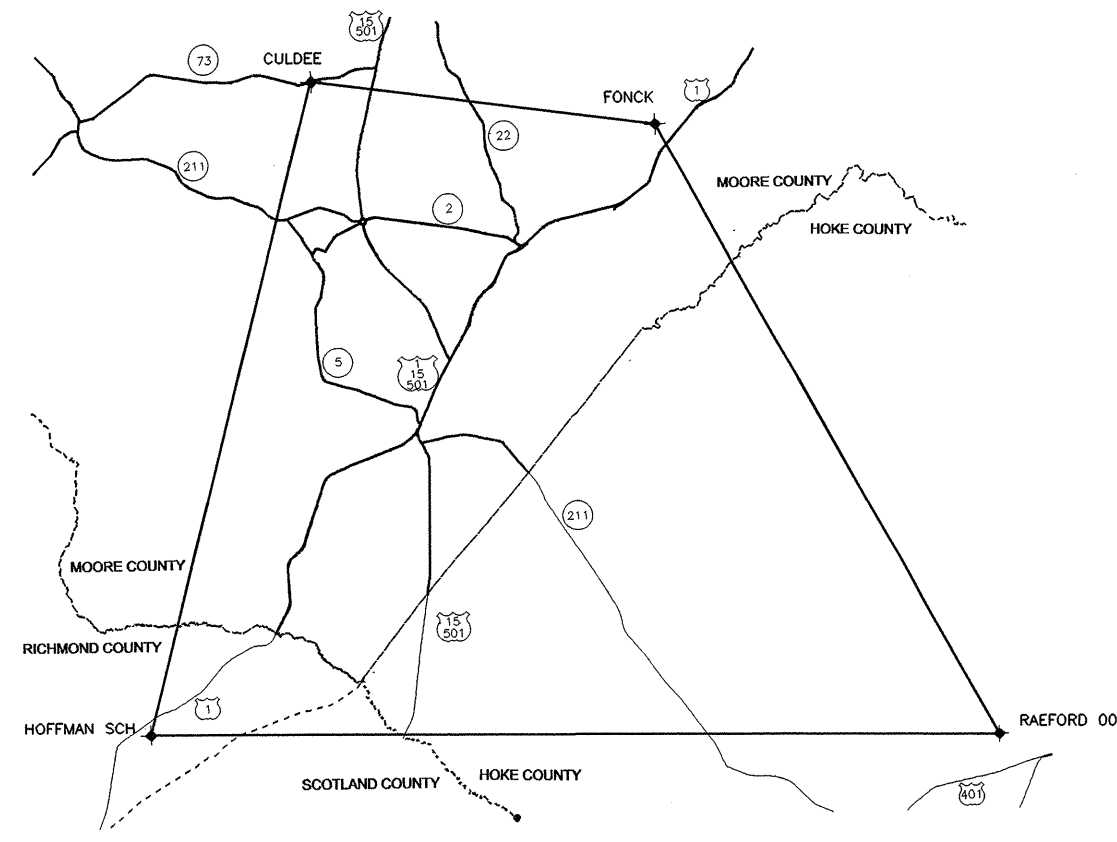 15
501
CULDEE
73
FONCK
1
22
211
MOORE COUNTY
2
HOKE COUNTY
5
1
15
501
211
MOORE COUNTY
15
501
RICHMOND COUNTY
1
HOFFMAN SCH
RAEFORD 00
SCOTLAND COUNTY
HOKE COUNTY
401